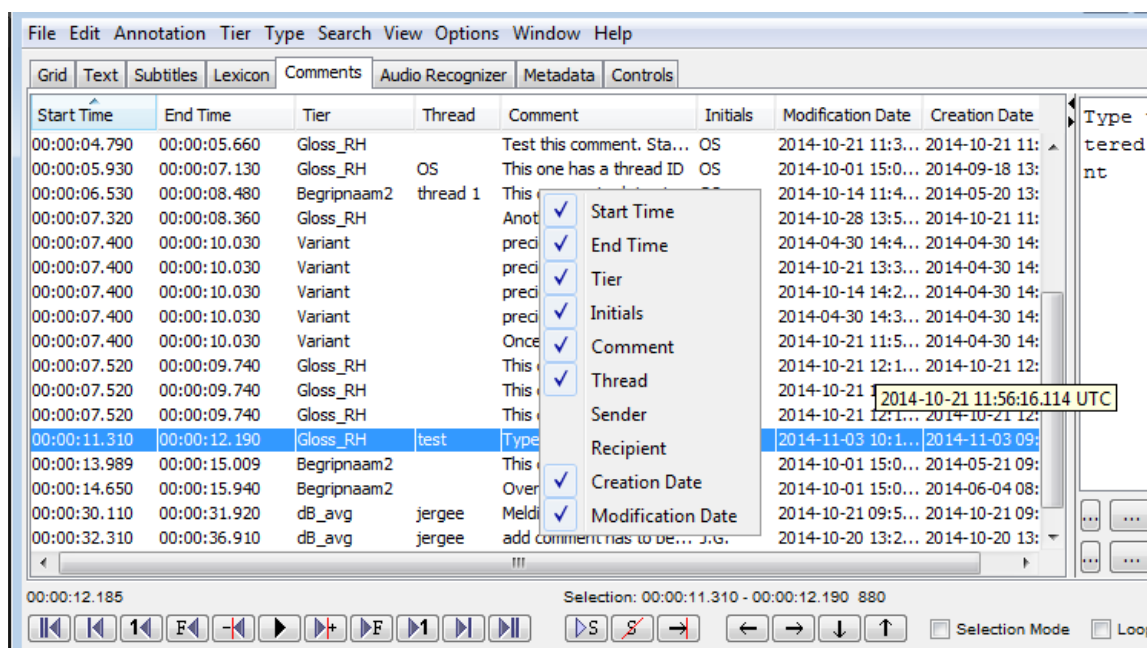 File Edit Annotation Tier Type Search View Options Window Help
Grid Text Subtitles Lexicon Comments Audio Recognizer Metadata Controls
Start Time End Time Tier Thread Comment Initials Modification Date Creation Date
00:00:04.790 00:00:05.660 Gloss_RH Test this comment. Sta... OS 2014-10-21 11:3... 2014-10-21 11:
00:00:05.930 00:00:07.130 Gloss_RH OS This one has a thread ID OS 2014-10-01 15:0... 2014-09-18 13:
00:00:06.530 00:00:08.480 Begripnaam2 thread 1 This 2014-10-14 11:4... 2014-05-20 13:
00:00:07.320 00:00:08.360 Gloss_RH Anot 2014-10-28 13:5... 2014-10-21 11:
00:00:07.400 00:00:10.030 Variant preci 2014-04-30 14:4... 2014-04-30 14:
00:00:07.400 00:00:10.030 Variant preci 2014-10-21 13:3... 2014-04-30 14:
00:00:07.400 00:00:10.030 Variant preci 2014-10-14 14:2... 2014-04-30 14:
00:00:07.400 00:00:10.030 Variant preci 2014-04-30 14:3... 2014-04-30 14:
00:00:07.400 00:00:10.030 Variant Once 2014-10-21 11:5... 2014-04-30 14:
00:00:07.520 00:00:09.740 Gloss_RH This 2014-10-21 12:1... 2014-10-21 12:
00:00:07.520 00:00:09.740 Gloss_RH This 2014-10-21 1
00:00:07.520 00:00:09.740 Gloss_RH This 2014-10-21 12:1... 2014-10-21 12:
00:00:11.310 00:00:12.190 Gloss_RH test Type 2014-11-03 10:1... 2014-11-03 09:
00:00:13.989 00:00:15.009 Begripnaam2 This 2014-10-01 15:0... 2014-05-21 09:
00:00:14.650 00:00:15.940 Begripnaam2 Over 2014-10-01 15:0... 2014-06-04 08:
00:00:30.110 00:00:31.920 dB_avg jergee Meldi 2014-10-21 09:5... 2014-10-21 09:
00:00:32.310 00:00:36.910 dB_avg jergee add comment has to be... J.G. 2014-10-20 13:2... 2014-10-20 13:
Start Time
End Time
Tier
Initials
Comment
Thread
Sender
Recipient
Creation Date
Modification Date
2014-10-21 11:56:16.114 UTC
Type
tered
nt
... ...
... ...
00:00:12.185 Selection: 00:00:11.310 - 00:00:12.190 880
1 F + F 1 S S Selection Mode Loo